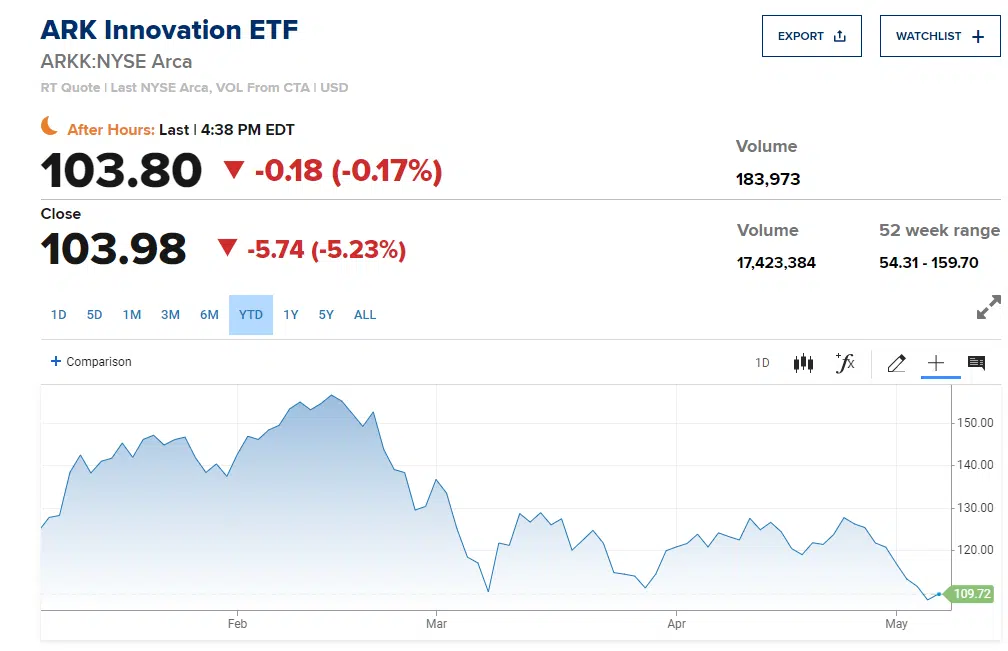 ARK Innovation ETF
EXPORT
WATCHLIST +
ARKK:NYSE Arca
RT Quote | Last NYSE Arca, VOL From CTA | USD
After Hours: Last | 4:38 PM EDT
103.80 ▼ -0.18 (-0.17%)
Volume
183,973
Close
103.98 ▼ -5.74 (-5.23%)
Volume 52 week range
17,423,384 54.31 - 159.70
1D 5D 1M 3M 6M YTD 1Y 5Y ALL
+ Comparison
1D
+fx
150.00
140.00
130.00
120.00
109.72
Feb Mar Apr May